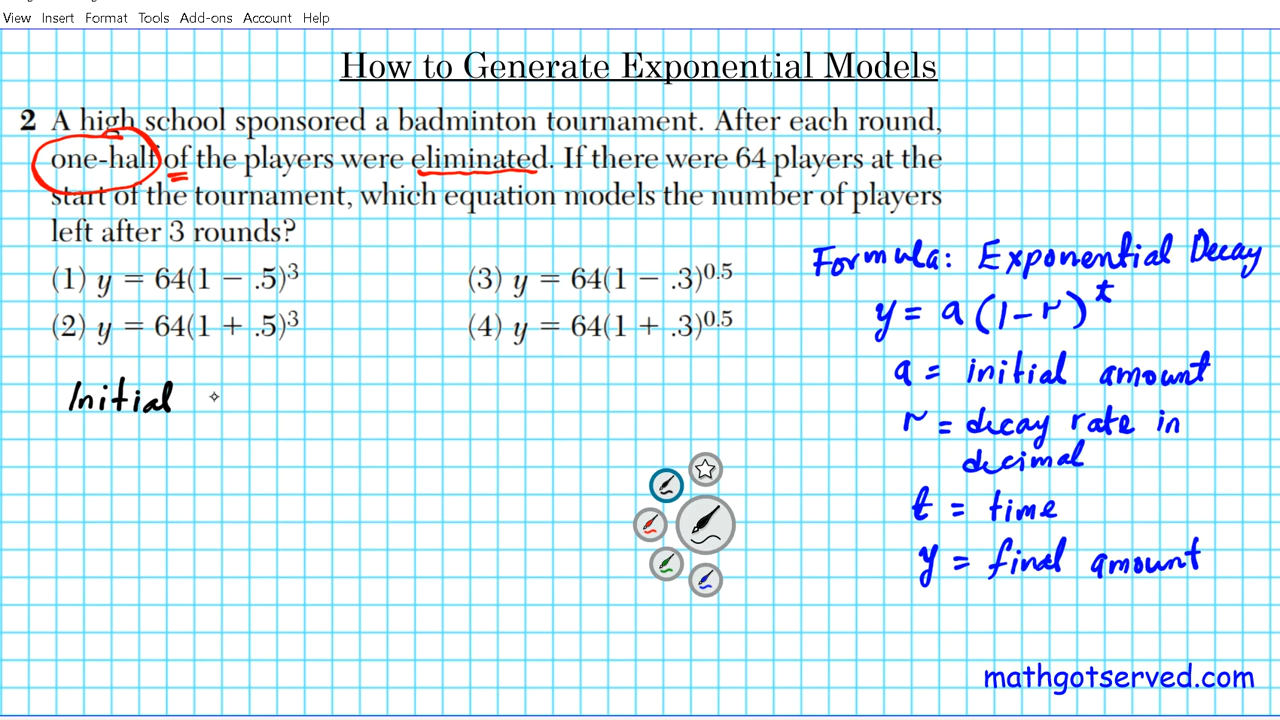 View Insert Format Tools Add-ons Account Help
How to Generate Exponential Models
2 A high school sponsored a badminton tournament. After each round,
one-half of the players were eliminated. If there were 64 players at the
start of the tournament, which equation models the number of players
left after 3 rounds?
(1) y = 64(1 − .5)³
(3) y = 64(1 − .3)⁰·⁵
(2) y = 64(1 + .5)³
(4) y = 64(1 + .3)⁰·⁵
Initial
Formula: Exponential Decay
y = a(1-r)ᵗ
a = initial amount
r = decay rate in
decimal
t = time
y = final amount
mathgotserved.com